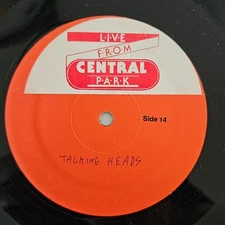 LIVE
FROM
CENTRAL
PARK
Side 14
TALKING HEADS